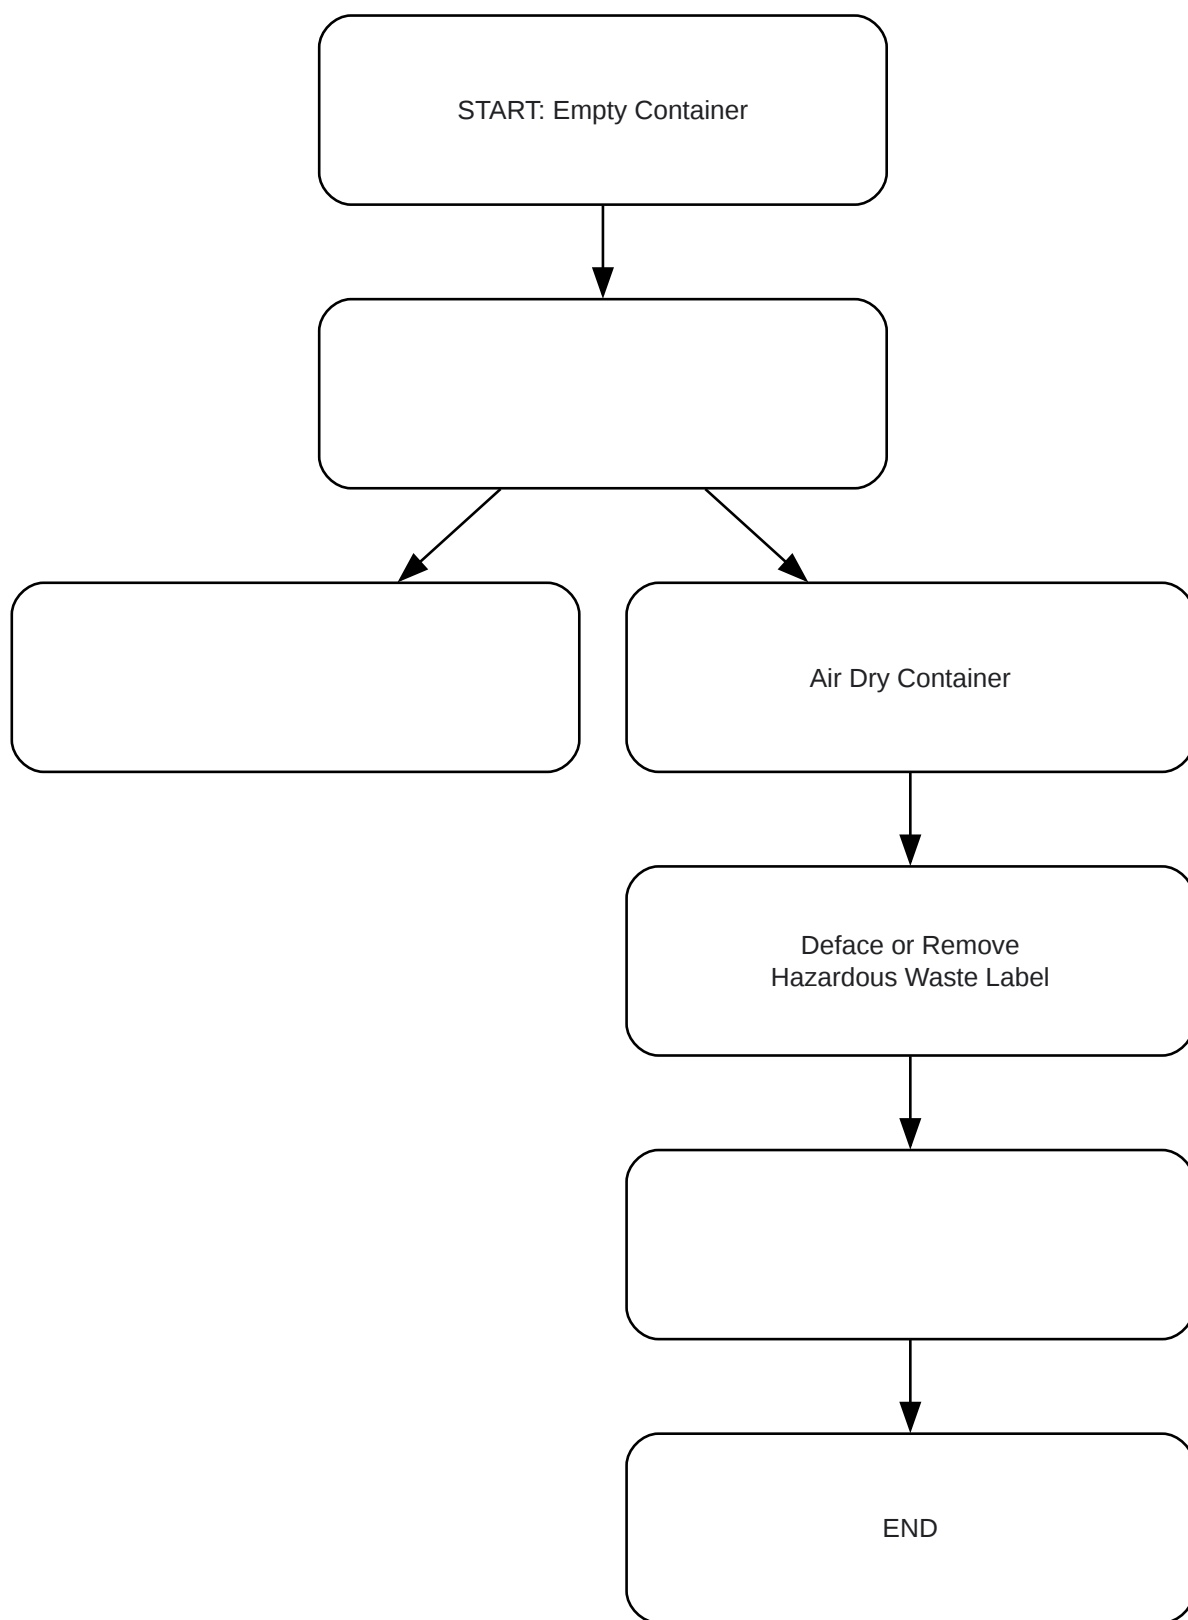 START: Empty Container
Air Dry Container
Deface or Remove
Hazardous Waste Label
END